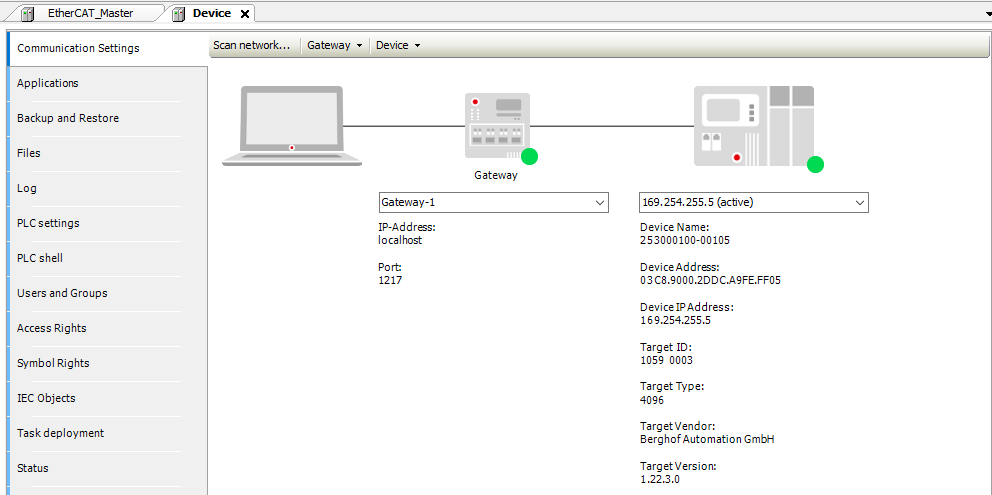 EtherCAT_Master
Device
Communication Settings
Scan network...
Gateway
Device
Applications
Backup and Restore
Files
Log
PLC settings
PLC shell
Users and Groups
Access Rights
Symbol Rights
IEC Objects
Task deployment
Status
Gateway
Gateway-1
IP-Address:
localhost
Port:
1217
169.254.255.5 (active)
Device Name:
253000100-00105
Device Address:
03C8.9000.2DDC.A9FE.FF05
Device IP Address:
169.254.255.5
Target ID:
1059 0003
Target Type:
4096
Target Vendor:
Berghof Automation GmbH
Target Version:
1.22.3.0